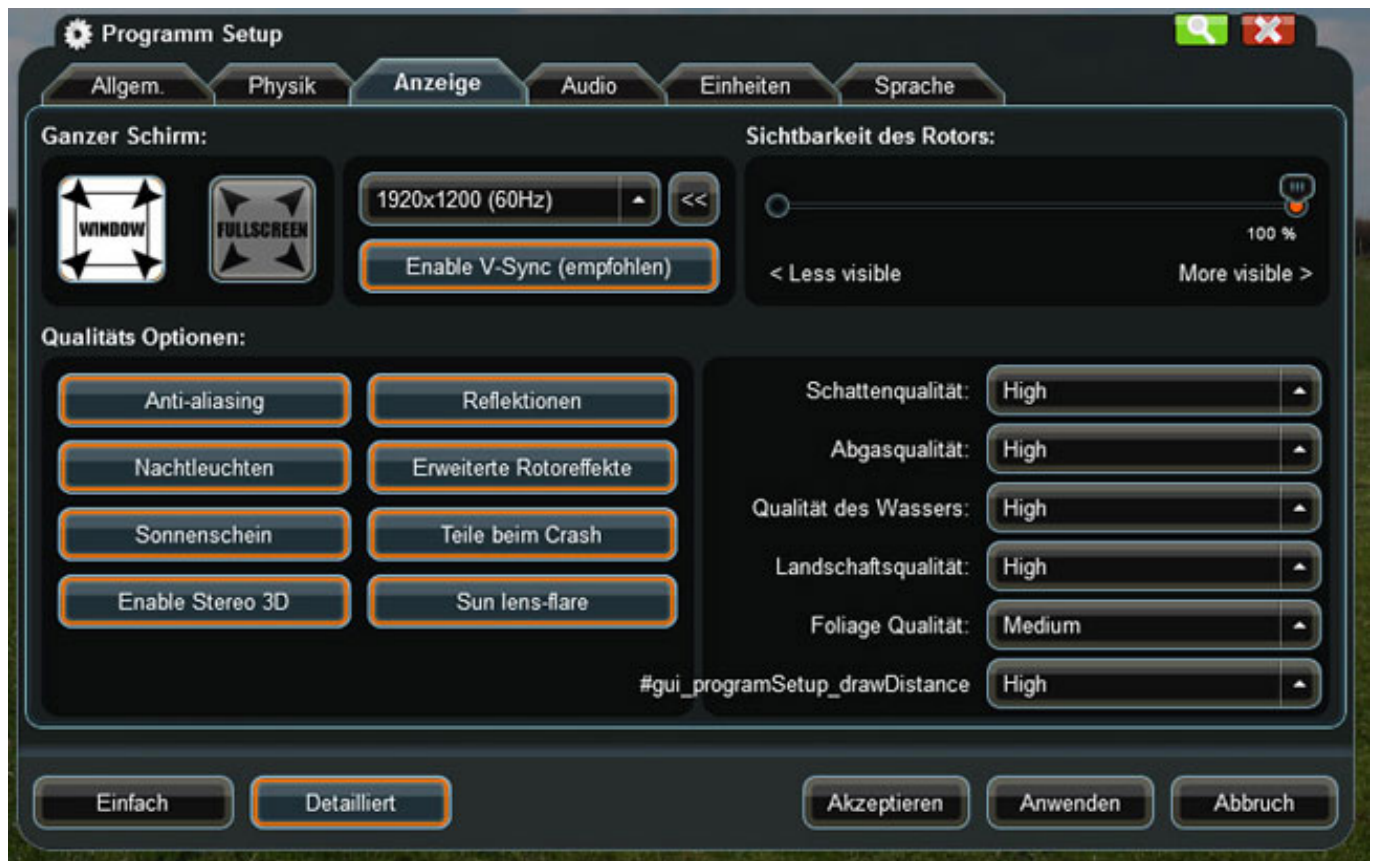 Programm Setup
Allgem. Physik Anzeige Audio Einheiten Sprache
Ganzer Schirm:
WINDOW
FULLSCREEN
1920x1200 (60Hz) <<
Enable V-Sync (empfohlen)
Sichtbarkeit des Rotors:
100 %
< Less visible More visible >
Qualitäts Optionen:
Anti-aliasing Reflektionen
Nachtleuchten Erweiterte Rotoreffekte
Sonnenschein Teile beim Crash
Enable Stereo 3D Sun lens-flare
Schattenqualität: High
Abgasqualität: High
Qualität des Wassers: High
Landschaftsqualität: High
Foliage Qualität: Medium
#gui_programSetup_drawDistance High
Einfach Detailliert Akzeptieren Anwenden Abbruch